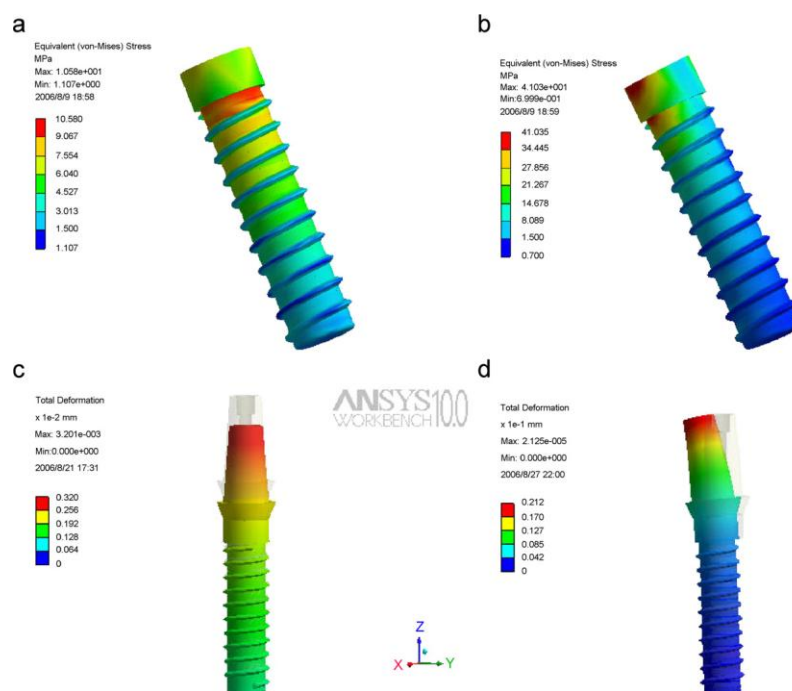 a
Equivalent (von-Mises) Stress
MPa
Max: 1.058e+001
Min: 1.107e+000
2006/8/9 18:58
10.580
9.067
7.554
6.040
4.527
3.013
1.500
1.107
b
Equivalent (von-Mises) Stress
MPa
Max: 4.103e+001
Min:6.999e-001
2006/8/9 18:59
41.035
34.445
27.856
21.267
14.678
8.089
1.500
0.700
c
Total Deformation
x 1e-2 mm
Max: 3.201e-003
Min:0.000e+000
2006/8/21 17:31
0.320
0.256
0.192
0.128
0.064
0
ANSYS 10.0
WORKBENCH
d
Total Deformation
x 1e-1 mm
Max: 2.125e-005
Min: 0.000e+000
2006/8/27 22:00
0.212
0.170
0.127
0.085
0.042
0
Z
X
Y